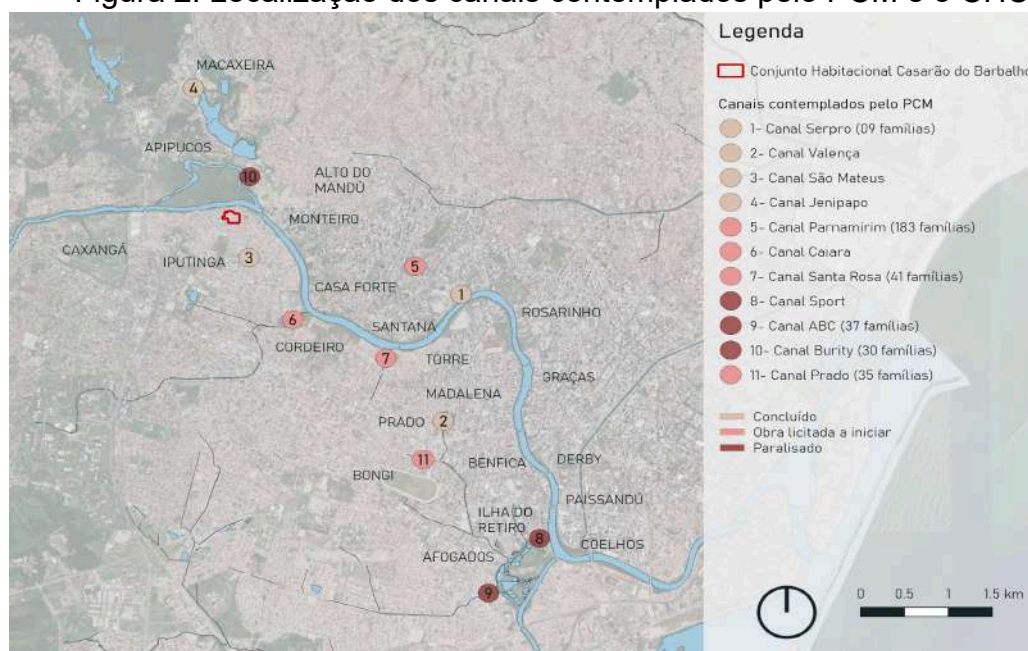 Figura 2: Localização dos canais contemplados pelo PCM e o CHC
Legenda
Conjunto Habitacional Casarão do Barbalho
Canais contemplados pelo PCM
1- Canal Serpro (09 famílias)
2- Canal Valença
3- Canal São Mateus
4- Canal Jenipapo
5- Canal Parnamirim (183 famílias)
6- Canal Caiara
7- Canal Santa Rosa (41 famílias)
8- Canal Sport
9- Canal ABC (37 famílias)
10- Canal Burity (30 famílias)
11- Canal Prado (35 famílias)
Concluído
Obra licitada a iniciar
Paralisado
0 0.5 1 1.5 km
MACAXEIRA
4
APIPUCOS
10
ALTO DO
MANDÚ
MONTEIRO
CAXANGÁ
IPUTINGA
3
5
CASA FORTE
1
ROSARINHO
6
SANTANA
CORDEIRO
7
TORRE
GRAÇAS
MADALENA
PRADO
2
11
BENFICA
DERBY
BONGI
PAISSANDÚ
ILHA DO
RETIRO
8
COELHOS
AFOGADOS
9